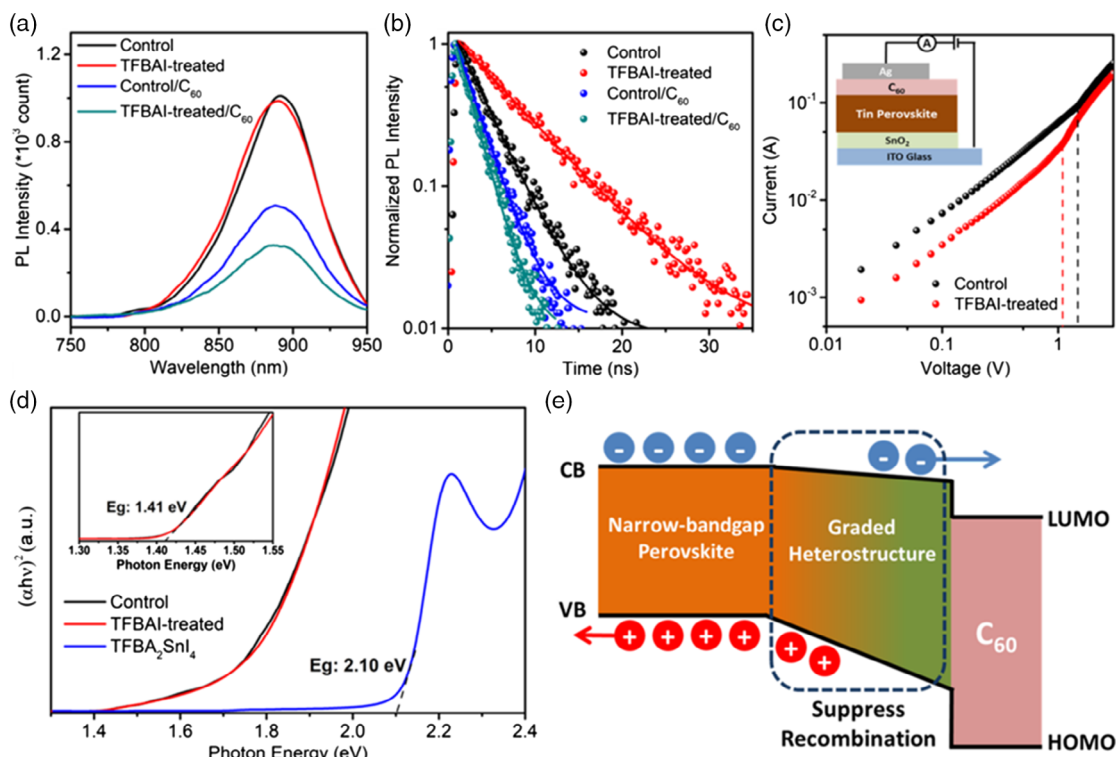 (a)
1.2
0.8
0.4
0.0
PL Intensity (*10³ count)
Control
TFBAI-treated
Control/C₆₀
TFBAI-treated/C₆₀
750 800 850 900 950
Wavelength (nm)
(b)
1
0.1
0.01
Normalized PL Intensity
Control
TFBAI-treated
Control/C₆₀
TFBAI-treated/C₆₀
0 10 20 30
Time (ns)
(c)
10⁻¹
10⁻²
10⁻³
Current (A)
A
Ag
C₆₀
Tin Perovskite
SnO₂
ITO Glass
Control
TFBAI-treated
0.01 0.1 1
Voltage (V)
(d)
(αhν)² (a.u.)
Eg: 1.41 eV
1.30 1.35 1.40 1.45 1.50 1.55
Photon Energy (eV)
Control
TFBAI-treated
TFBA₂SnI₄
Eg: 2.10 eV
1.4 1.6 1.8 2.0 2.2 2.4
Photon Energy (eV)
(e)
- - - - - -
CB
Narrow-bandgap
Perovskite
Graded
Heterostructure
LUMO
VB
+ + + + + +
C₆₀
Suppress
Recombination
HOMO